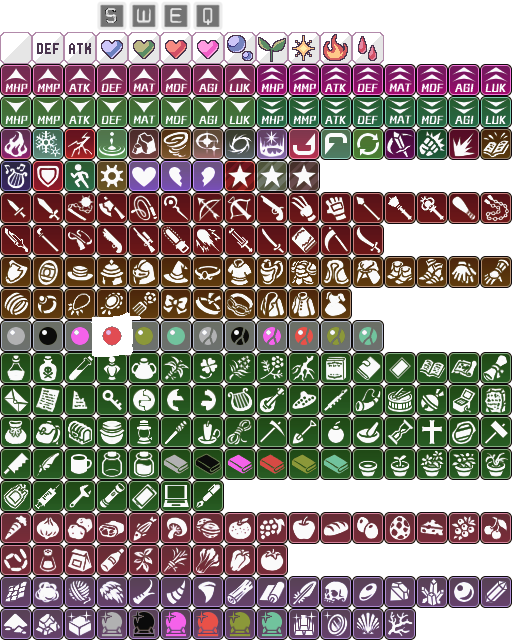 S W E Q
DEF ATK
MHP MMP ATK DEF MAT MDF AGI LUK MHP MMP ATK DEF MAT MDF AGI LUK
MHP MMP ATK DEF MAT MDF AGI LUK MHP MMP ATK DEF MAT MDF AGI LUK